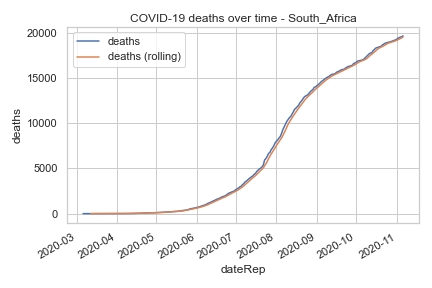 COVID-19 deaths over time - South_Africa
deaths
deaths (rolling)
20000
15000
10000
5000
0
deaths
2020-03
2020-04
2020-05
2020-06
2020-07
2020-08
2020-09
2020-10
2020-11
dateRep